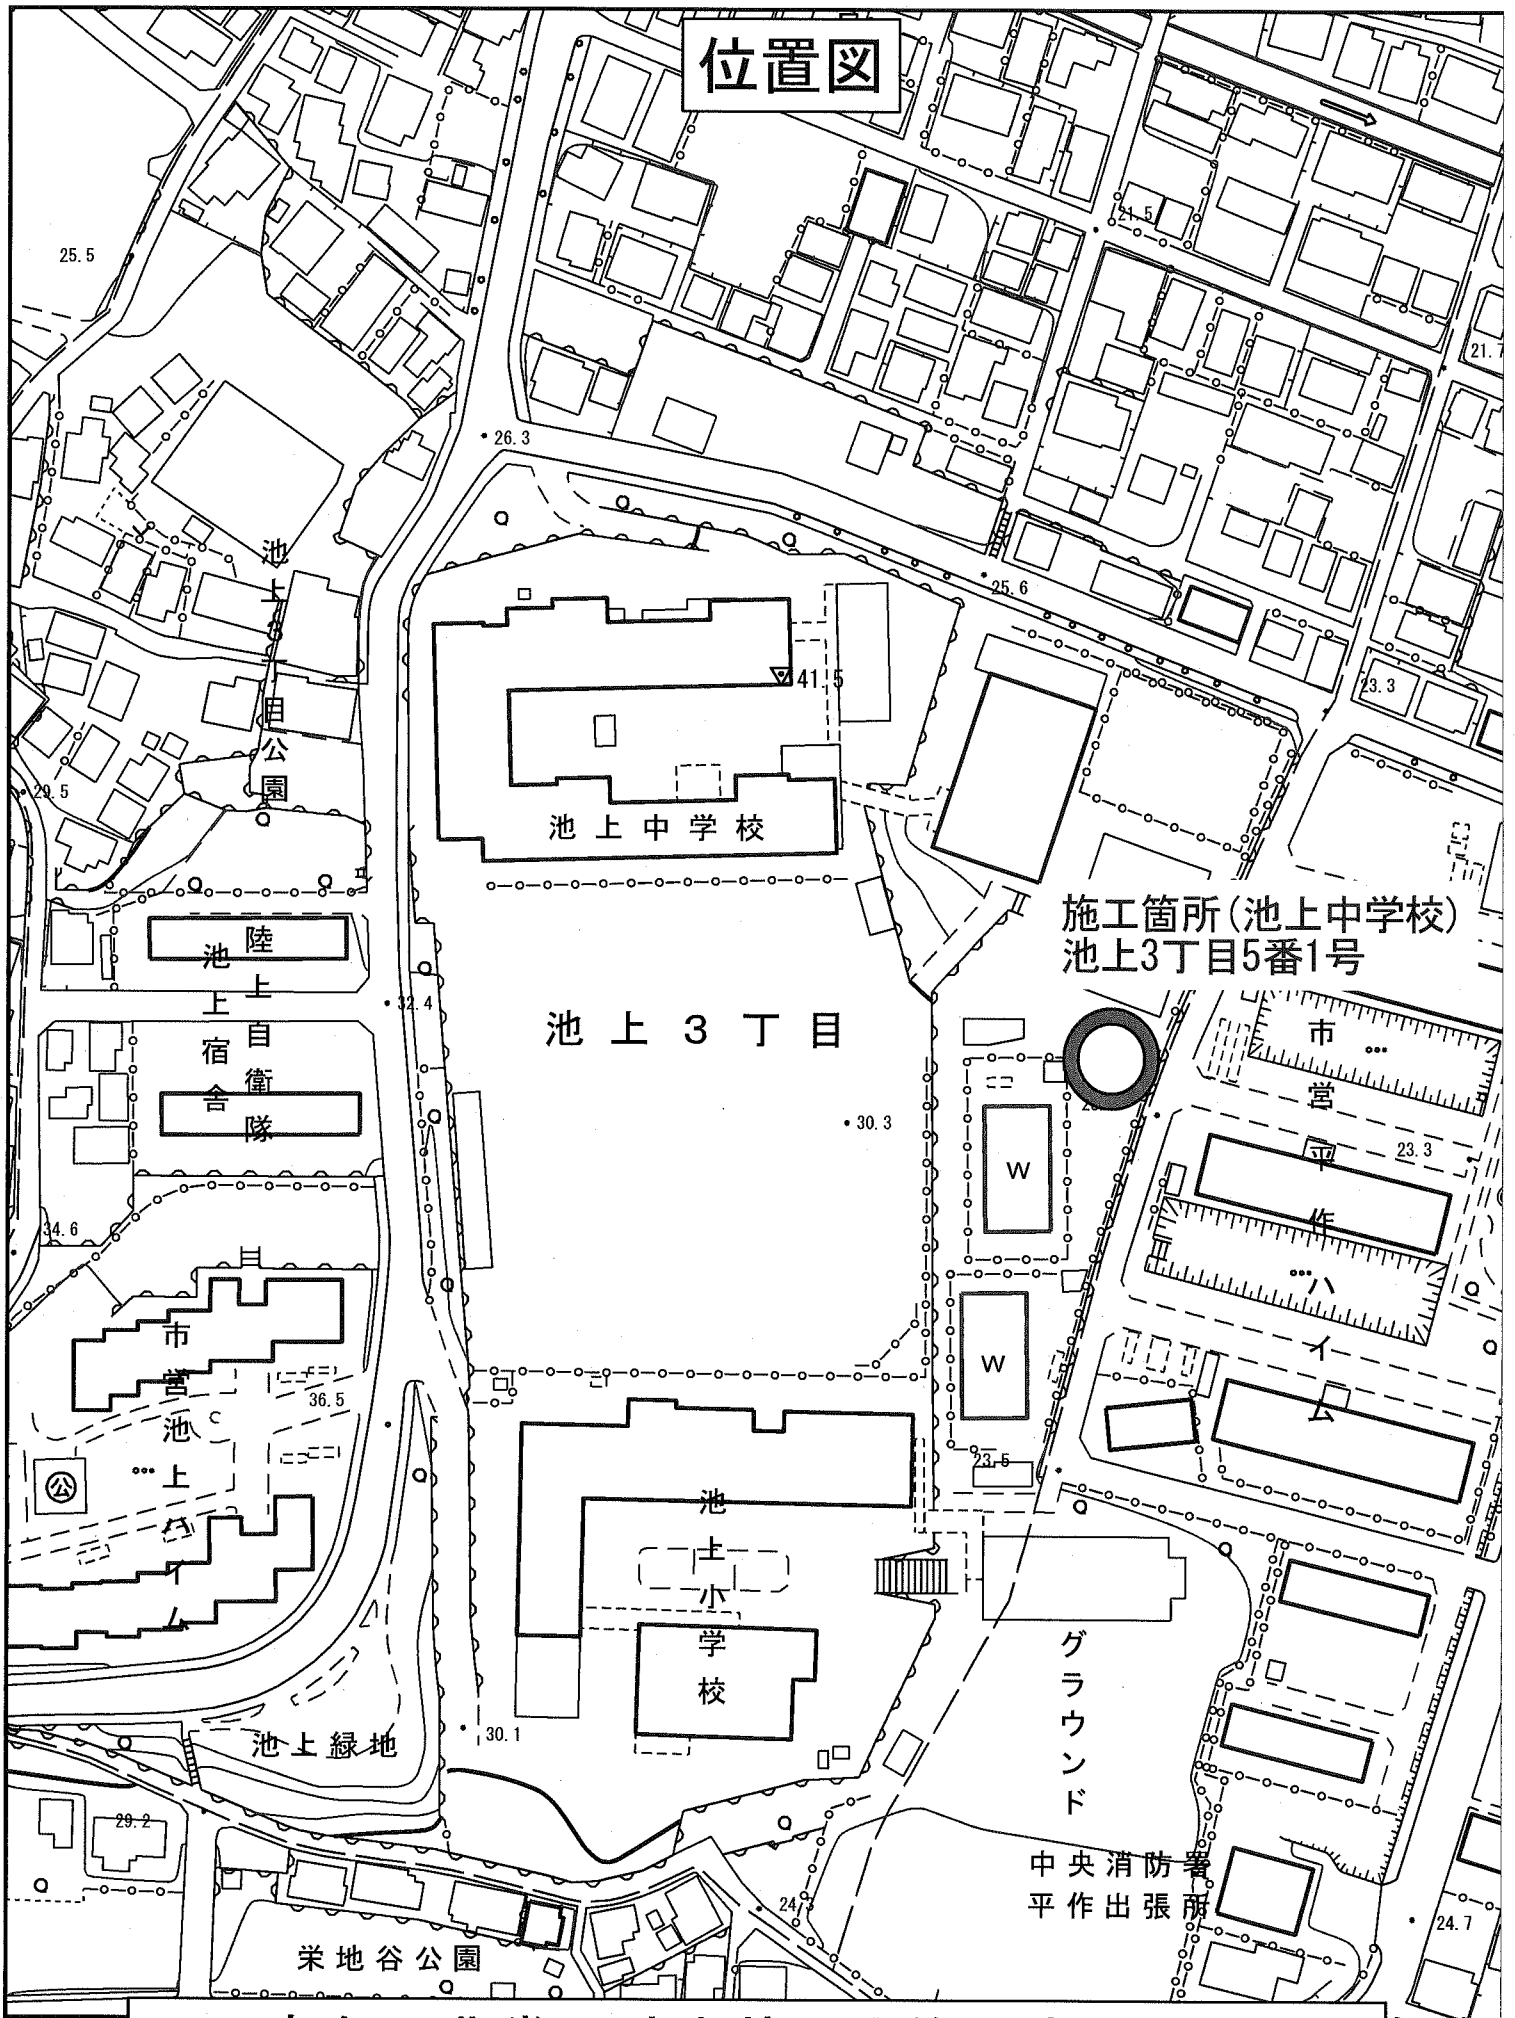 位置図
25.5
21.5
21.7
26.3
25.6
池上3丁目公園
41.5
23.3
29.5
池上中学校
施工箇所(池上中学校)
池上3丁目5番1号
陸上自衛隊
池上宿舎
32.4
池上3丁目
市営平作ハイム
30.3
23.3
W
34.6
W
市営池上ハイム
36.5
公
23.5
池上小学校
グラウンド
30.1
池上緑地
29.2
中央消防署
平作出張所
24.3
24.7
栄地谷公園